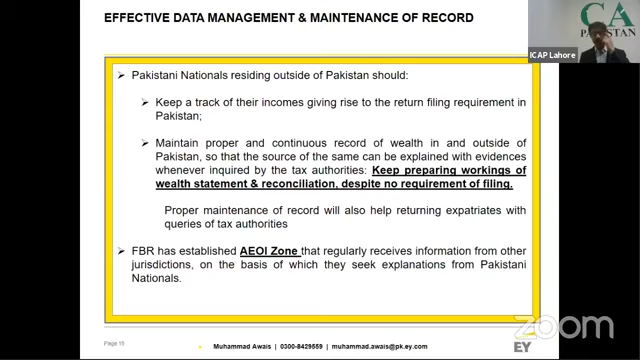 EFFECTIVE DATA MANAGEMENT & MAINTENANCE OF RECORD
CA
PAKISTAN
ICAP Lahore
Pakistani Nationals residing outside of Pakistan should:
Keep a track of their incomes giving rise to the return filing requirement in
Pakistan;
Maintain proper and continuous record of wealth in and outside of
Pakistan, so that the source of the same can be explained with evidences
whenever inquired by the tax authorities: Keep preparing workings of
wealth statement & reconciliation, despite no requirement of filing.
Proper maintenance of record will also help returning expatriates with
queries of tax authorities
FBR has established AEOI Zone that regularly receives information from other
jurisdictions, on the basis of which they seek explanations from Pakistani
Nationals.
zoom
Page 15
Muhammad Awais | 0300-8429559 | muhammad.awais@pk.ey.com
EY